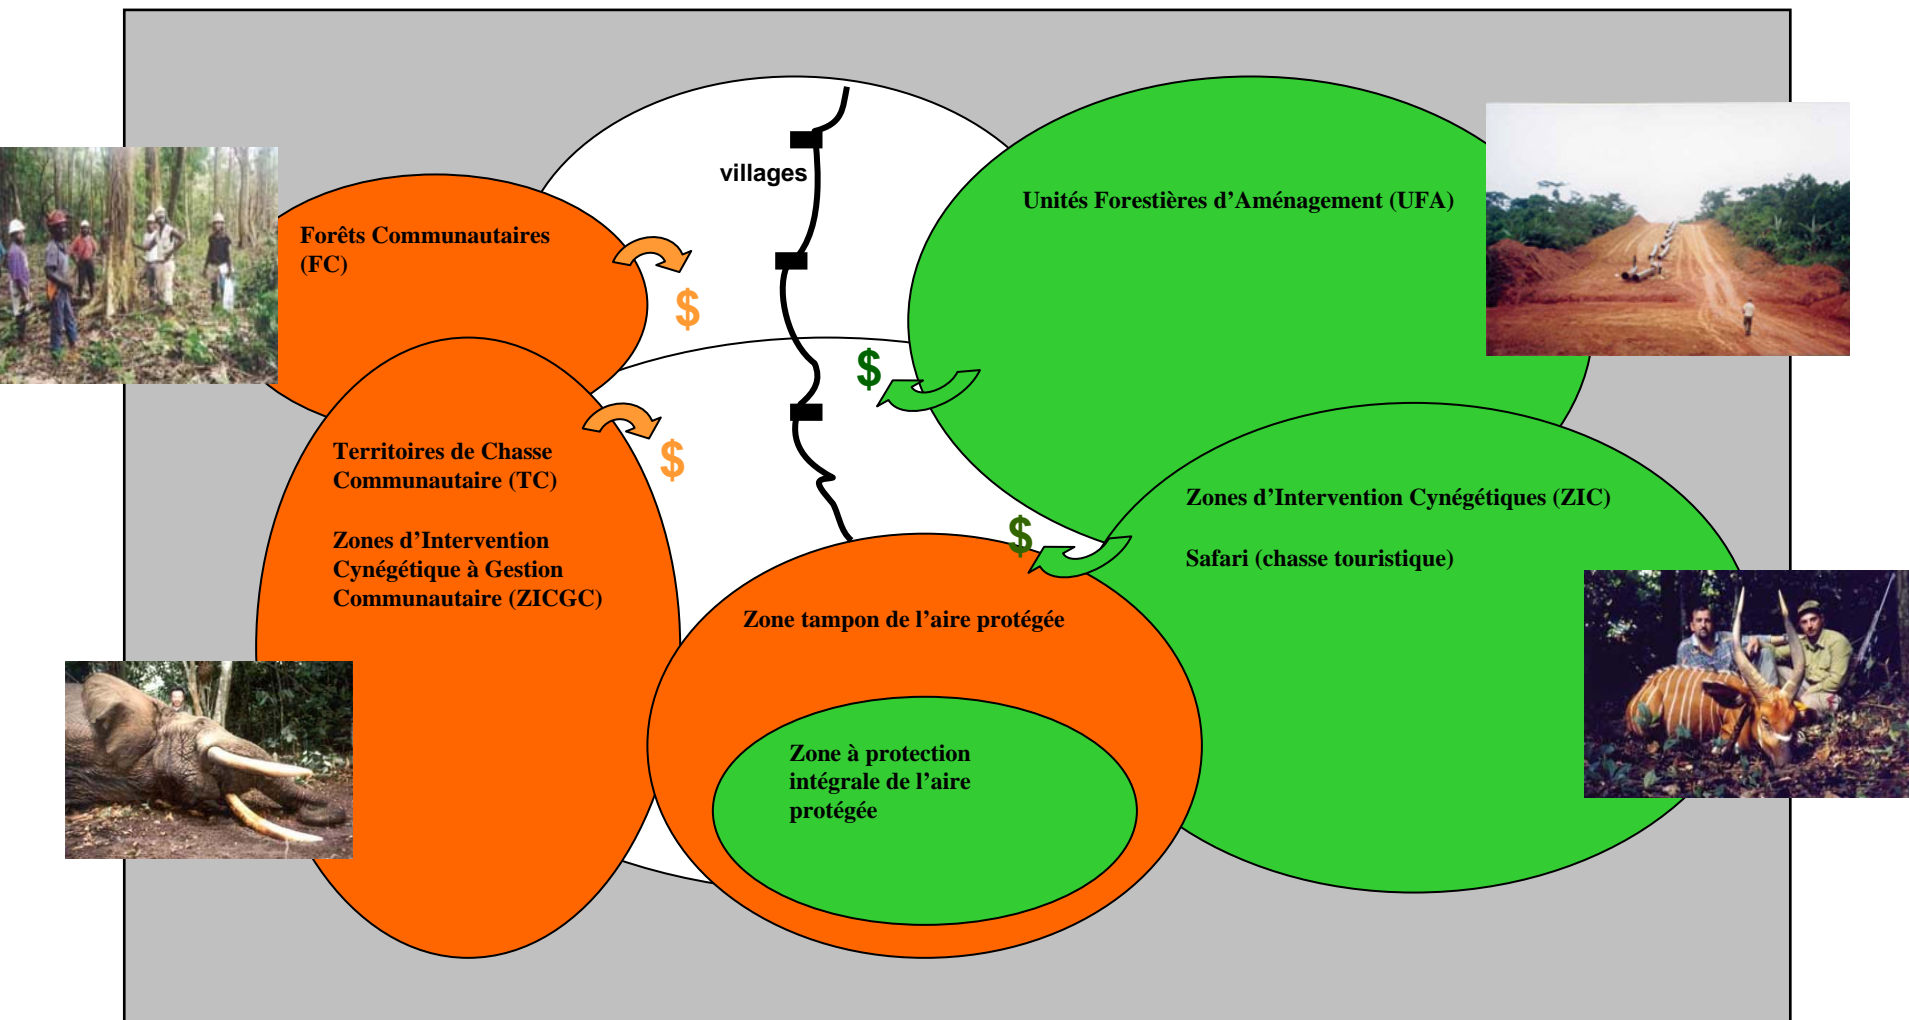 villages
Unités Forestières d’Aménagement (UFA)
Forêts Communautaires
(FC)
$
$
Territoires de Chasse
Communautaire (TC)
$
Zones d’Intervention Cynégétiques (ZIC)
$
Zones d’Intervention
Cynégétique à Gestion
Communautaire (ZICGC)
Safari (chasse touristique)
Zone tampon de l’aire protégée
Zone à protection
intégrale de l’aire
protégée